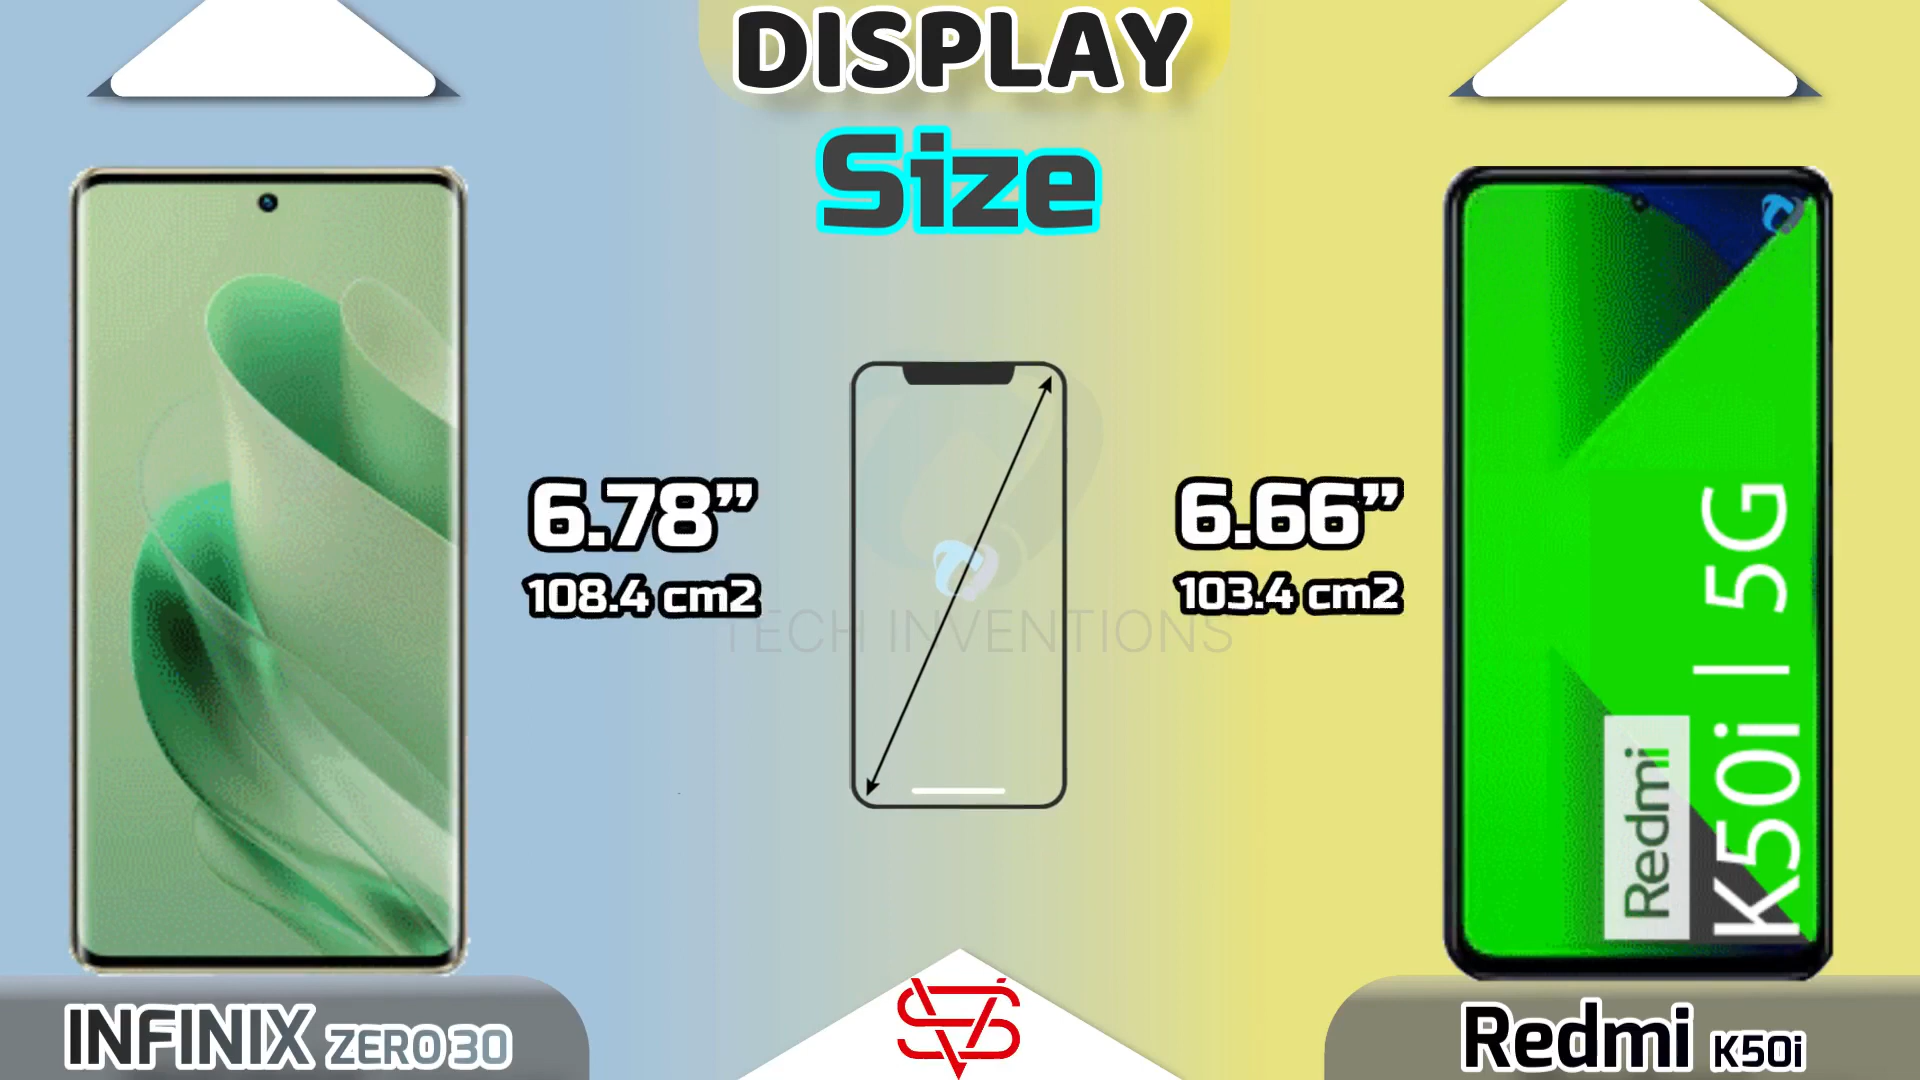 DISPLAY
Size
6.78”
108.4 cm2
6.66”
103.4 cm2
TECH INVENTIONS
Redmi
K50i | 5G
INFINIX ZERO 30
VS
Redmi K50i